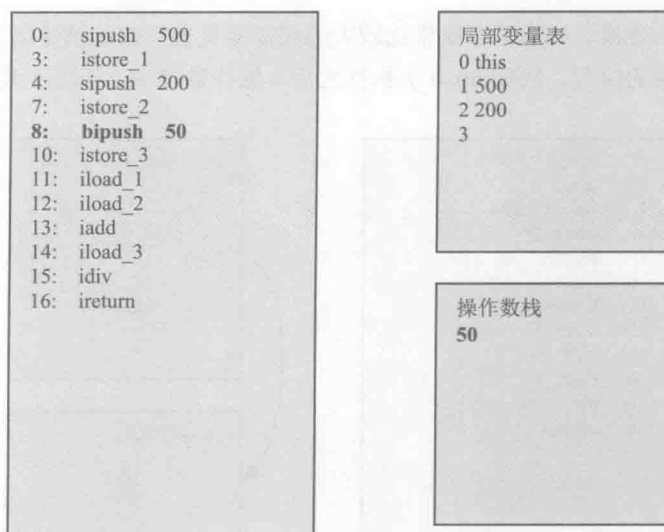 0: sipush 500
3: istore_1
4: sipush 200
7: istore_2
8: bipush 50
10: istore_3
11: iload_1
12: iload_2
13: iadd
14: iload_3
15: idiv
16: ireturn
局部变量表
0 this
1 500
2 200
3
操作数栈
50